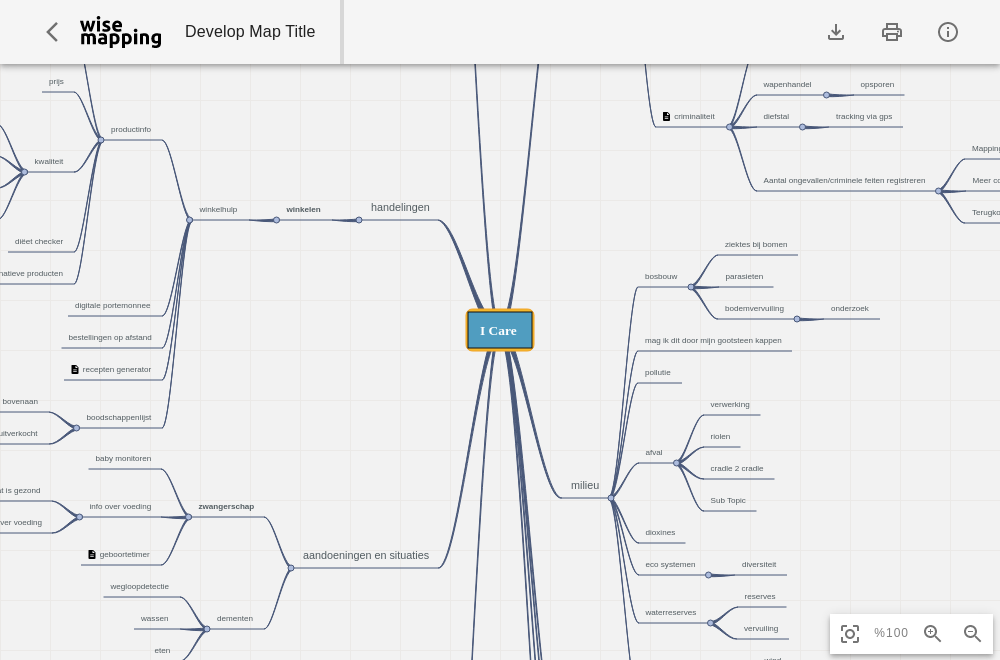 wise
mapping
Develop Map Title
prijs
productinfo
kwaliteit
diëet checker
natieve producten
winkelhulp
winkelen
handelingen
digitale portemonnee
bestellingen op afstand
recepten generator
bovenaan
uitverkocht
boodschappenlijst
baby monitoren
t is gezond
info over voeding
ver voeding
zwangerschap
geboortetimer
aandoeningen en situaties
wegloopdetectie
wassen
dementen
eten
I Care
wapenhandel
opsporen
criminaliteit
diefstal
tracking via gps
Aantal ongevallen/criminele feiten registreren
Mapping
Meer co
Terugko
ziektes bij bomen
bosbouw
parasieten
bodemvervuiling
onderzoek
mag ik dit door mijn gootsteen kappen
pollutie
verwerking
riolen
afval
cradle 2 cradle
Sub Topic
milieu
dioxines
eco systemen
diversiteit
reserves
waterreserves
vervuiling
%100